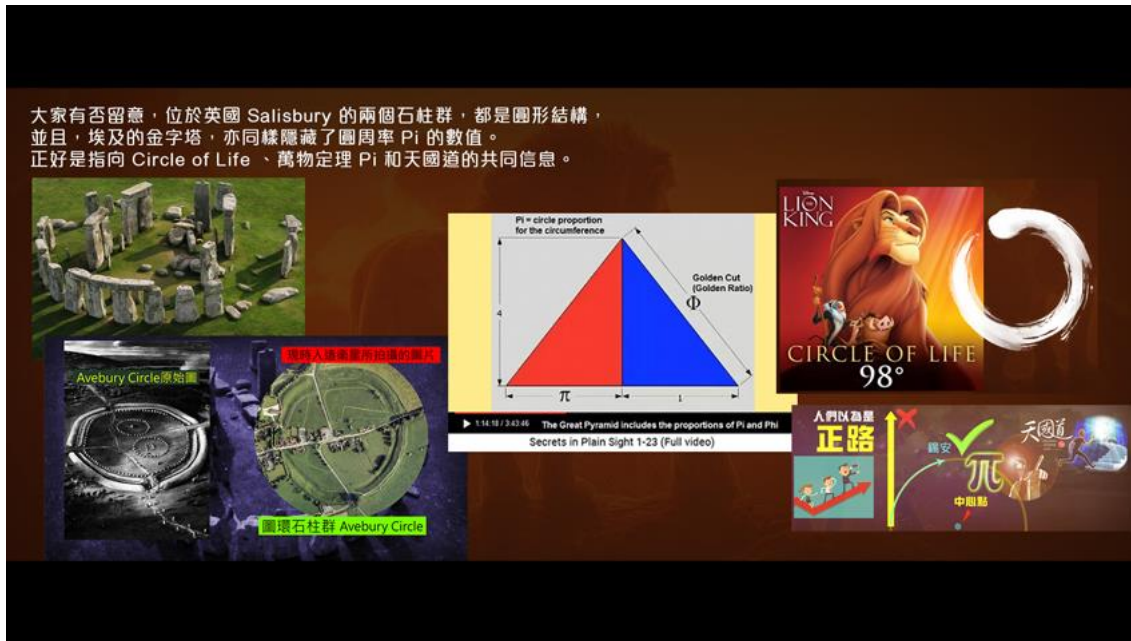 大家有否留意，位於英國 Salisbury 的兩個石柱群，都是圓形結構，
並且，埃及的金字塔，亦同樣隱藏了圓周率 Pi 的數值。
正好是指向 Circle of Life 、萬物定理 Pi 和天國道的共同信息。
Avebury Circle原始圖
現時人造衛星所拍攝的圖片
圖環石柱群 Avebury Circle
Pi = circle proportion
for the circumference
Golden Cut
(Golden Ratio)
Φ
4
π
1
1:14:18 / 3:43:46
The Great Pyramid includes the proportions of Pi and Phi
Secrets in Plain Sight 1-23 (Full video)
Disney
THE
LION
KING
CIRCLE OF LIFE
98°
人們以為是
正路
錫安
π
中心點
天國道